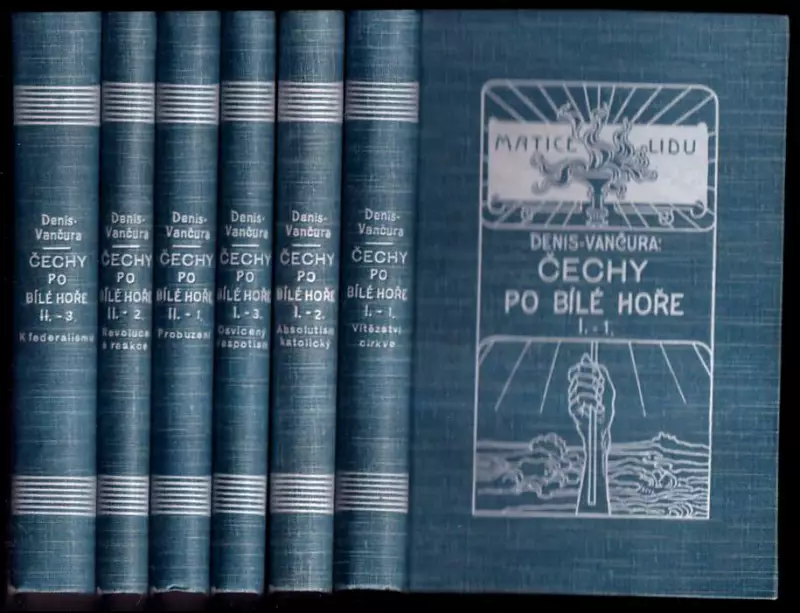 Denis-
Vančura
ČECHY
PO
BÍLÉ HOŘE
II. - 3.
K federalismu
Denis-
Vančura
ČECHY
PO
BÍLÉ HOŘE
II. - 2.
Revoluce
a reakce
Denis-
Vančura
ČECHY
PO
BÍLÉ HOŘE
II. - 1.
Probuzení
Denis-
Vančura
ČECHY
PO
BÍLÉ HOŘE
I. - 3.
Osvícený
despotism
Denis-
Vančura
ČECHY
PO
BÍLÉ HOŘE
I. - 2.
Absolutism
katolický
Denis-
Vančura
ČECHY
PO
BÍLÉ HOŘE
I. - 1.
Vítězství
církve
MATICE LIDU
DENIS-VANČURA:
ČECHY
PO BÍLÉ HOŘE
I. - 1.